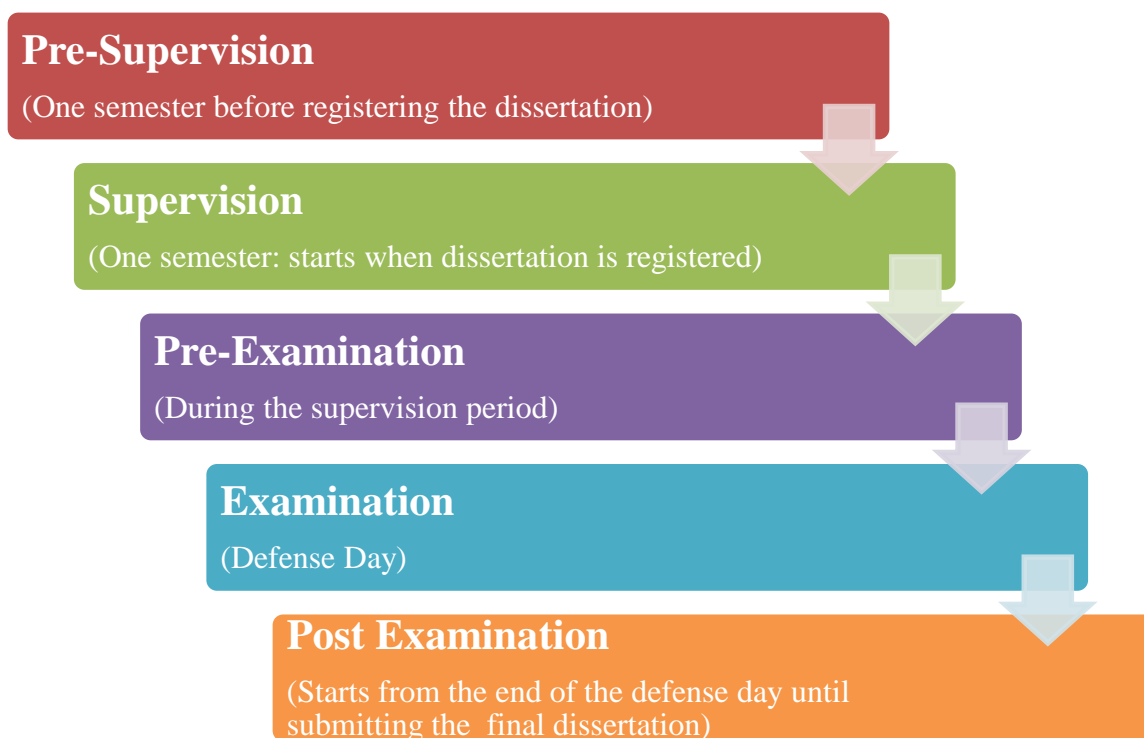 Pre-Supervision
(One semester before registering the dissertation)
Supervision
(One semester: starts when dissertation is registered)
Pre-Examination
(During the supervision period)
Examination
(Defense Day)
Post Examination
(Starts from the end of the defense day until
submitting the final dissertation)